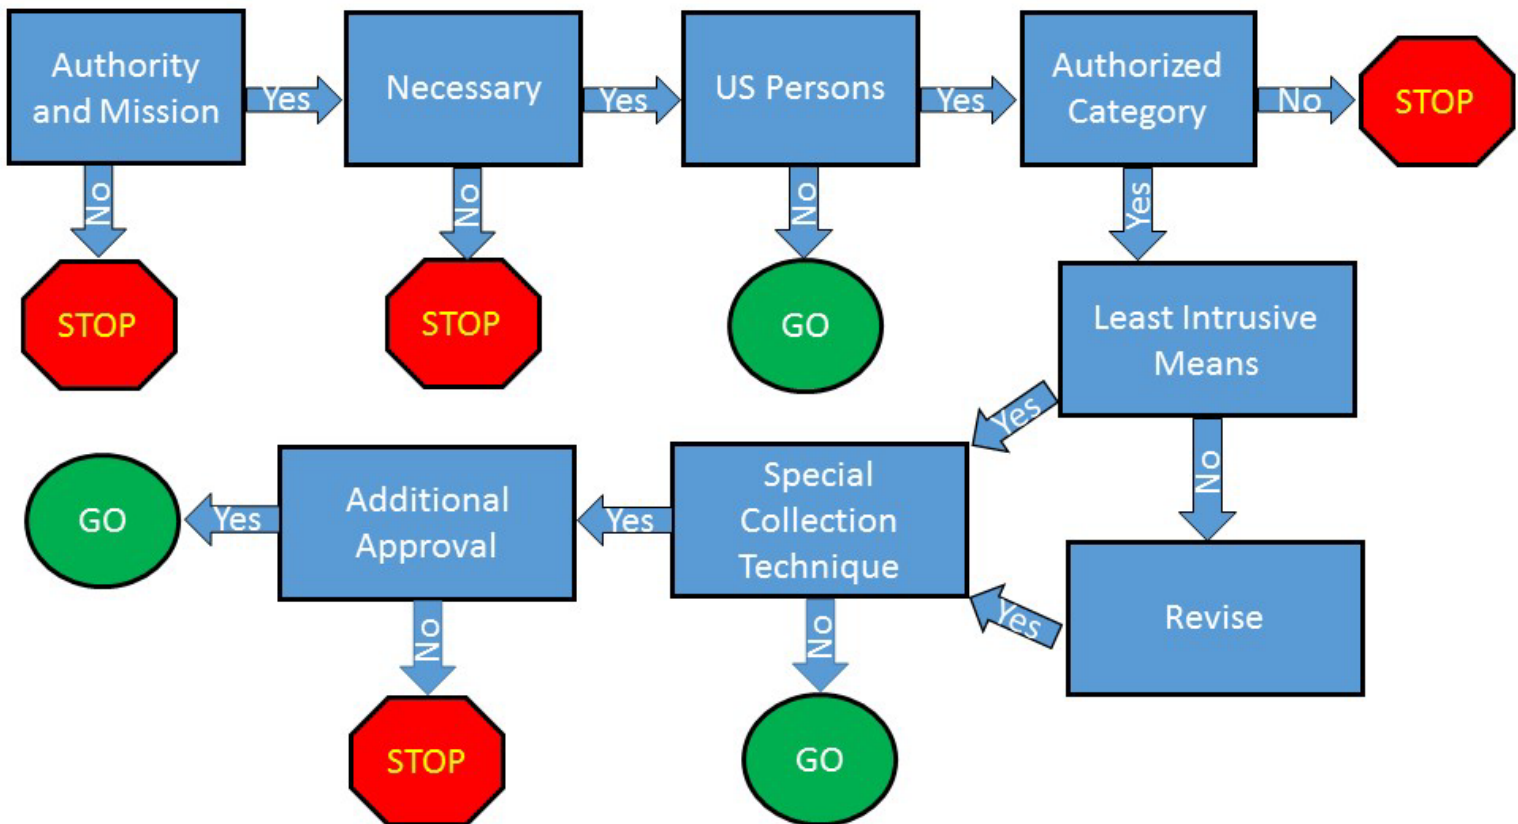 Authority
and Mission
Yes
Necessary
Yes
US Persons
Yes
Authorized
Category
No
STOP
No
No
No
Yes
STOP
STOP
GO
Least Intrusive
Means
Yes
No
GO
Yes
Additional
Approval
Yes
Special
Collection
Technique
Yes
Revise
No
No
STOP
GO